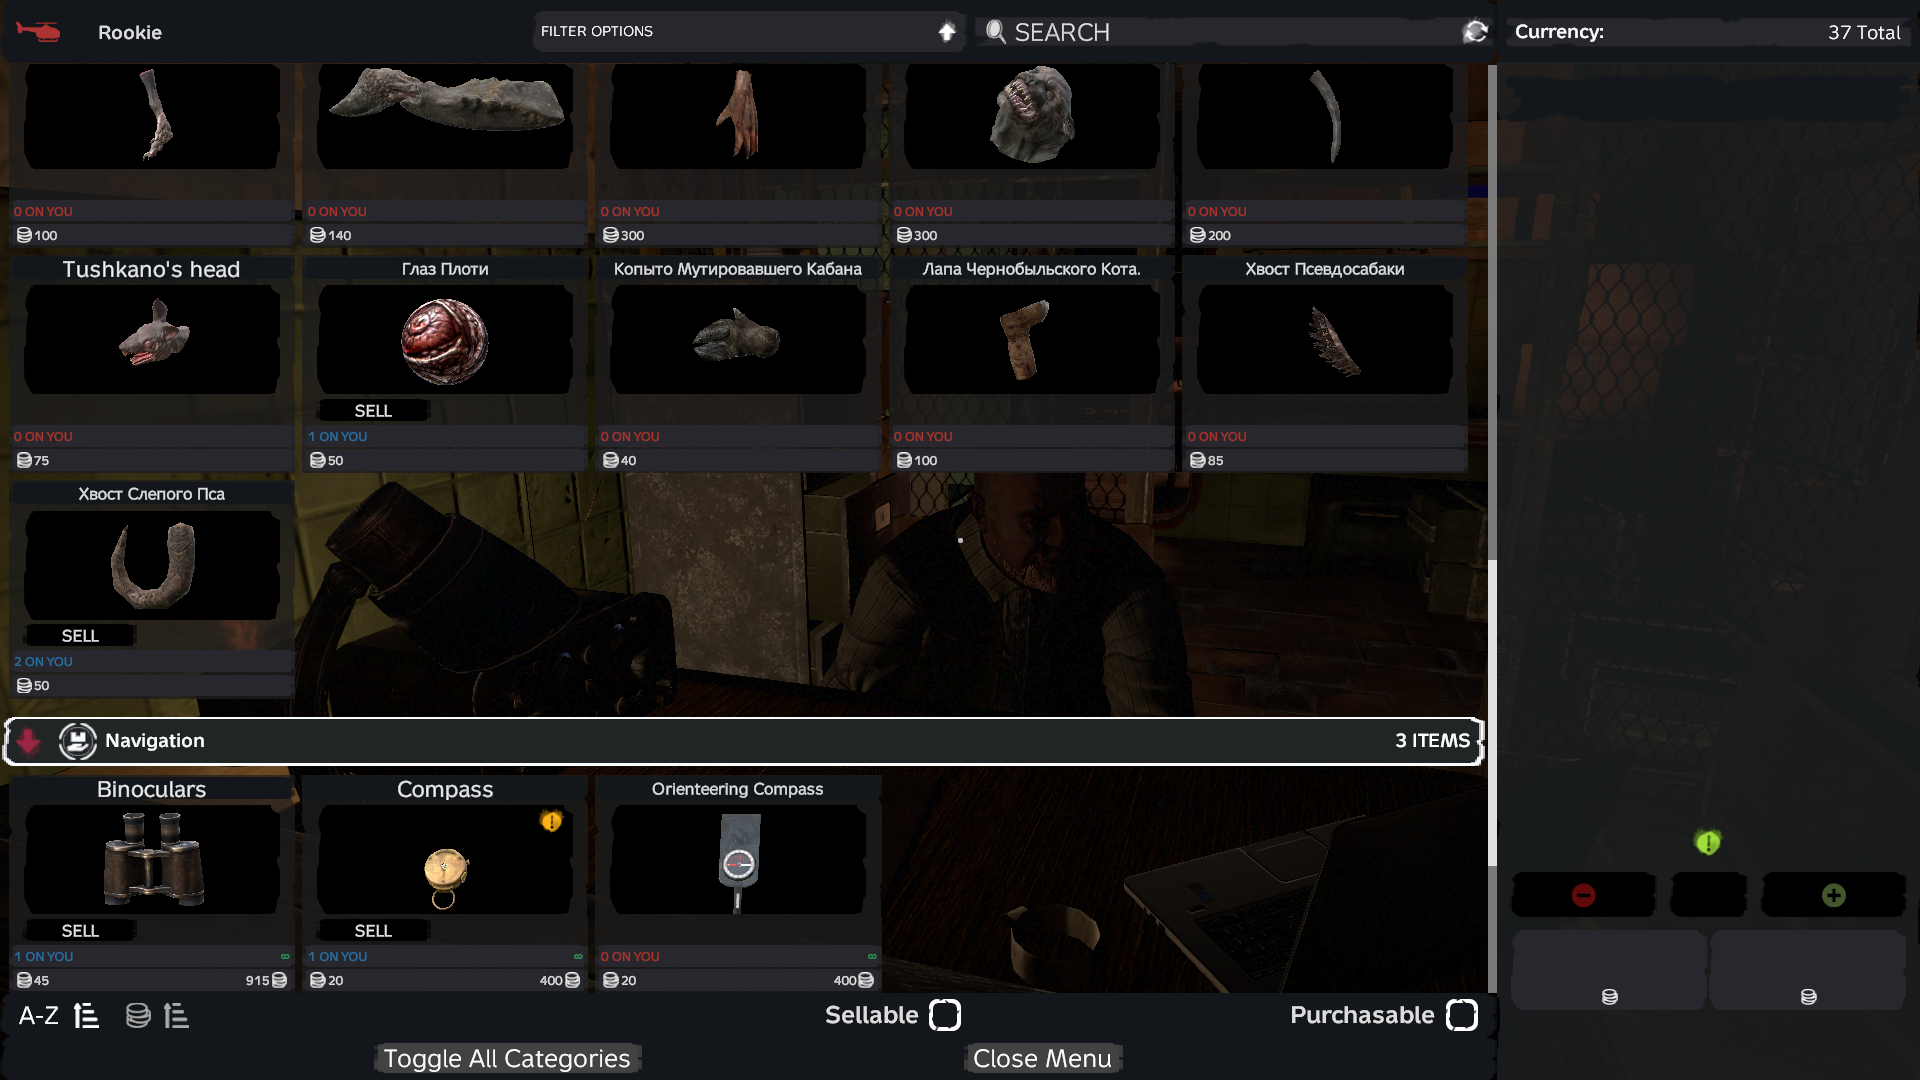 Rookie
FILTER OPTIONS
SEARCH
Currency:
37 Total
0 ON YOU
0 ON YOU
0 ON YOU
0 ON YOU
0 ON YOU
100
140
300
300
200
Tushkano's head
Глаз Плоти
Копыто Мутировавшего Кабана
Лапа Чернобыльского Кота.
Хвост Псевдосабаки
SELL
0 ON YOU
1 ON YOU
0 ON YOU
0 ON YOU
0 ON YOU
75
50
40
100
85
Хвост Слепого Пса
SELL
2 ON YOU
50
Navigation
3 ITEMS
Binoculars
Compass
Orienteering Compass
SELL
SELL
1 ON YOU ∞
1 ON YOU ∞
0 ON YOU ∞
45 915
20 400
20 400
A-Z
Sellable
Purchasable
Toggle All Categories
Close Menu